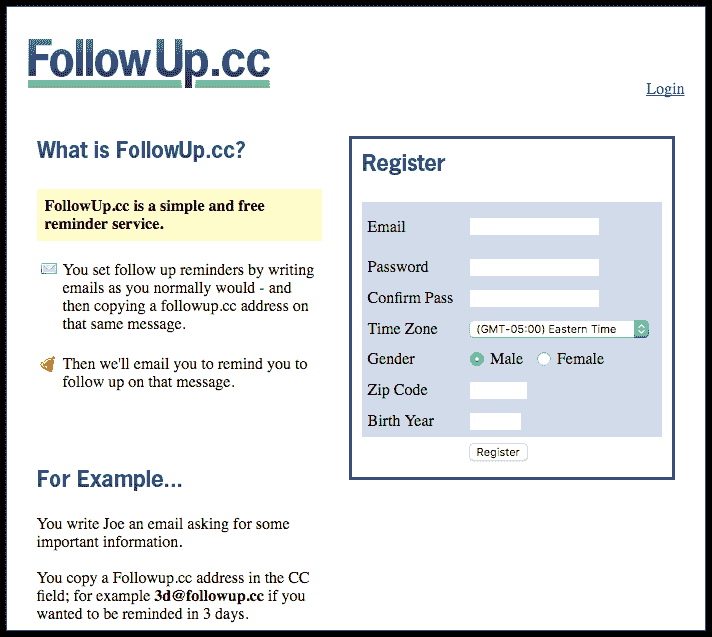 FollowUp.cc
Login
What is FollowUp.cc?
FollowUp.cc is a simple and free
reminder service.
You set follow up reminders by writing
emails as you normally would - and
then copying a followup.cc address on
that same message.
Then we'll email you to remind you to
follow up on that message.
For Example...
You write Joe an email asking for some
important information.
You copy a Followup.cc address in the CC
field; for example 3d@followup.cc if you
wanted to be reminded in 3 days.
Register
Email
Password
Confirm Pass
Time Zone (GMT-05:00) Eastern Time
Gender Male Female
Zip Code
Birth Year
Register